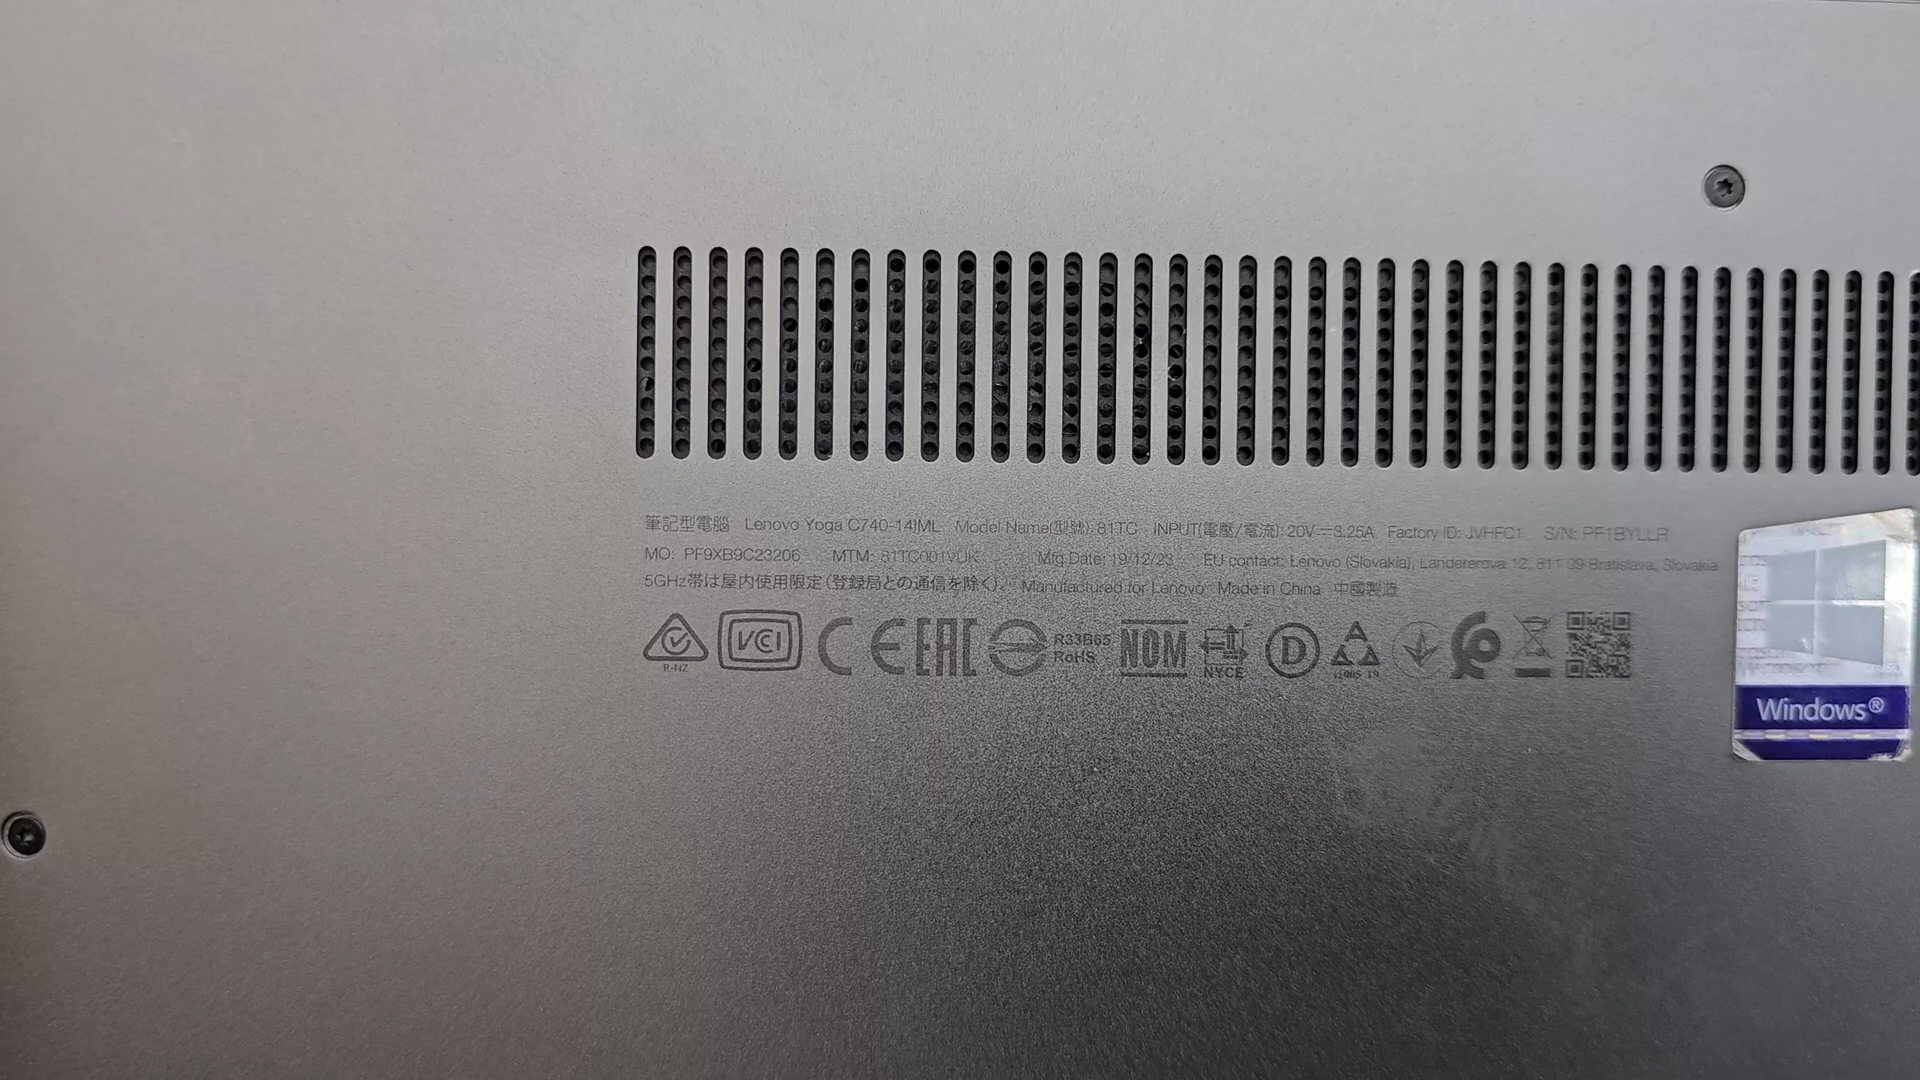 筆記型電腦 Lenovo Yoga C740-14IML Model Name(型號): 81TC INPUT(電壓/電流): 20V⎓3.25A Factory ID: JVHFC1 S/N: PF1BYLLR
MO: PF9XB9C23206 MTM: 81TC001VUK Mfg Date: 19/12/23 EU contact: Lenovo (Slovakia), Landererova 12, 811 09 Bratislava, Slovakia
5GHz帯は屋内使用限定(登録局との通信を除く). Manufactured for Lenovo Made in China 中國製造
R-NZ VCI CE EAC R33B65 RoHS NOM NYCE D
Windows®